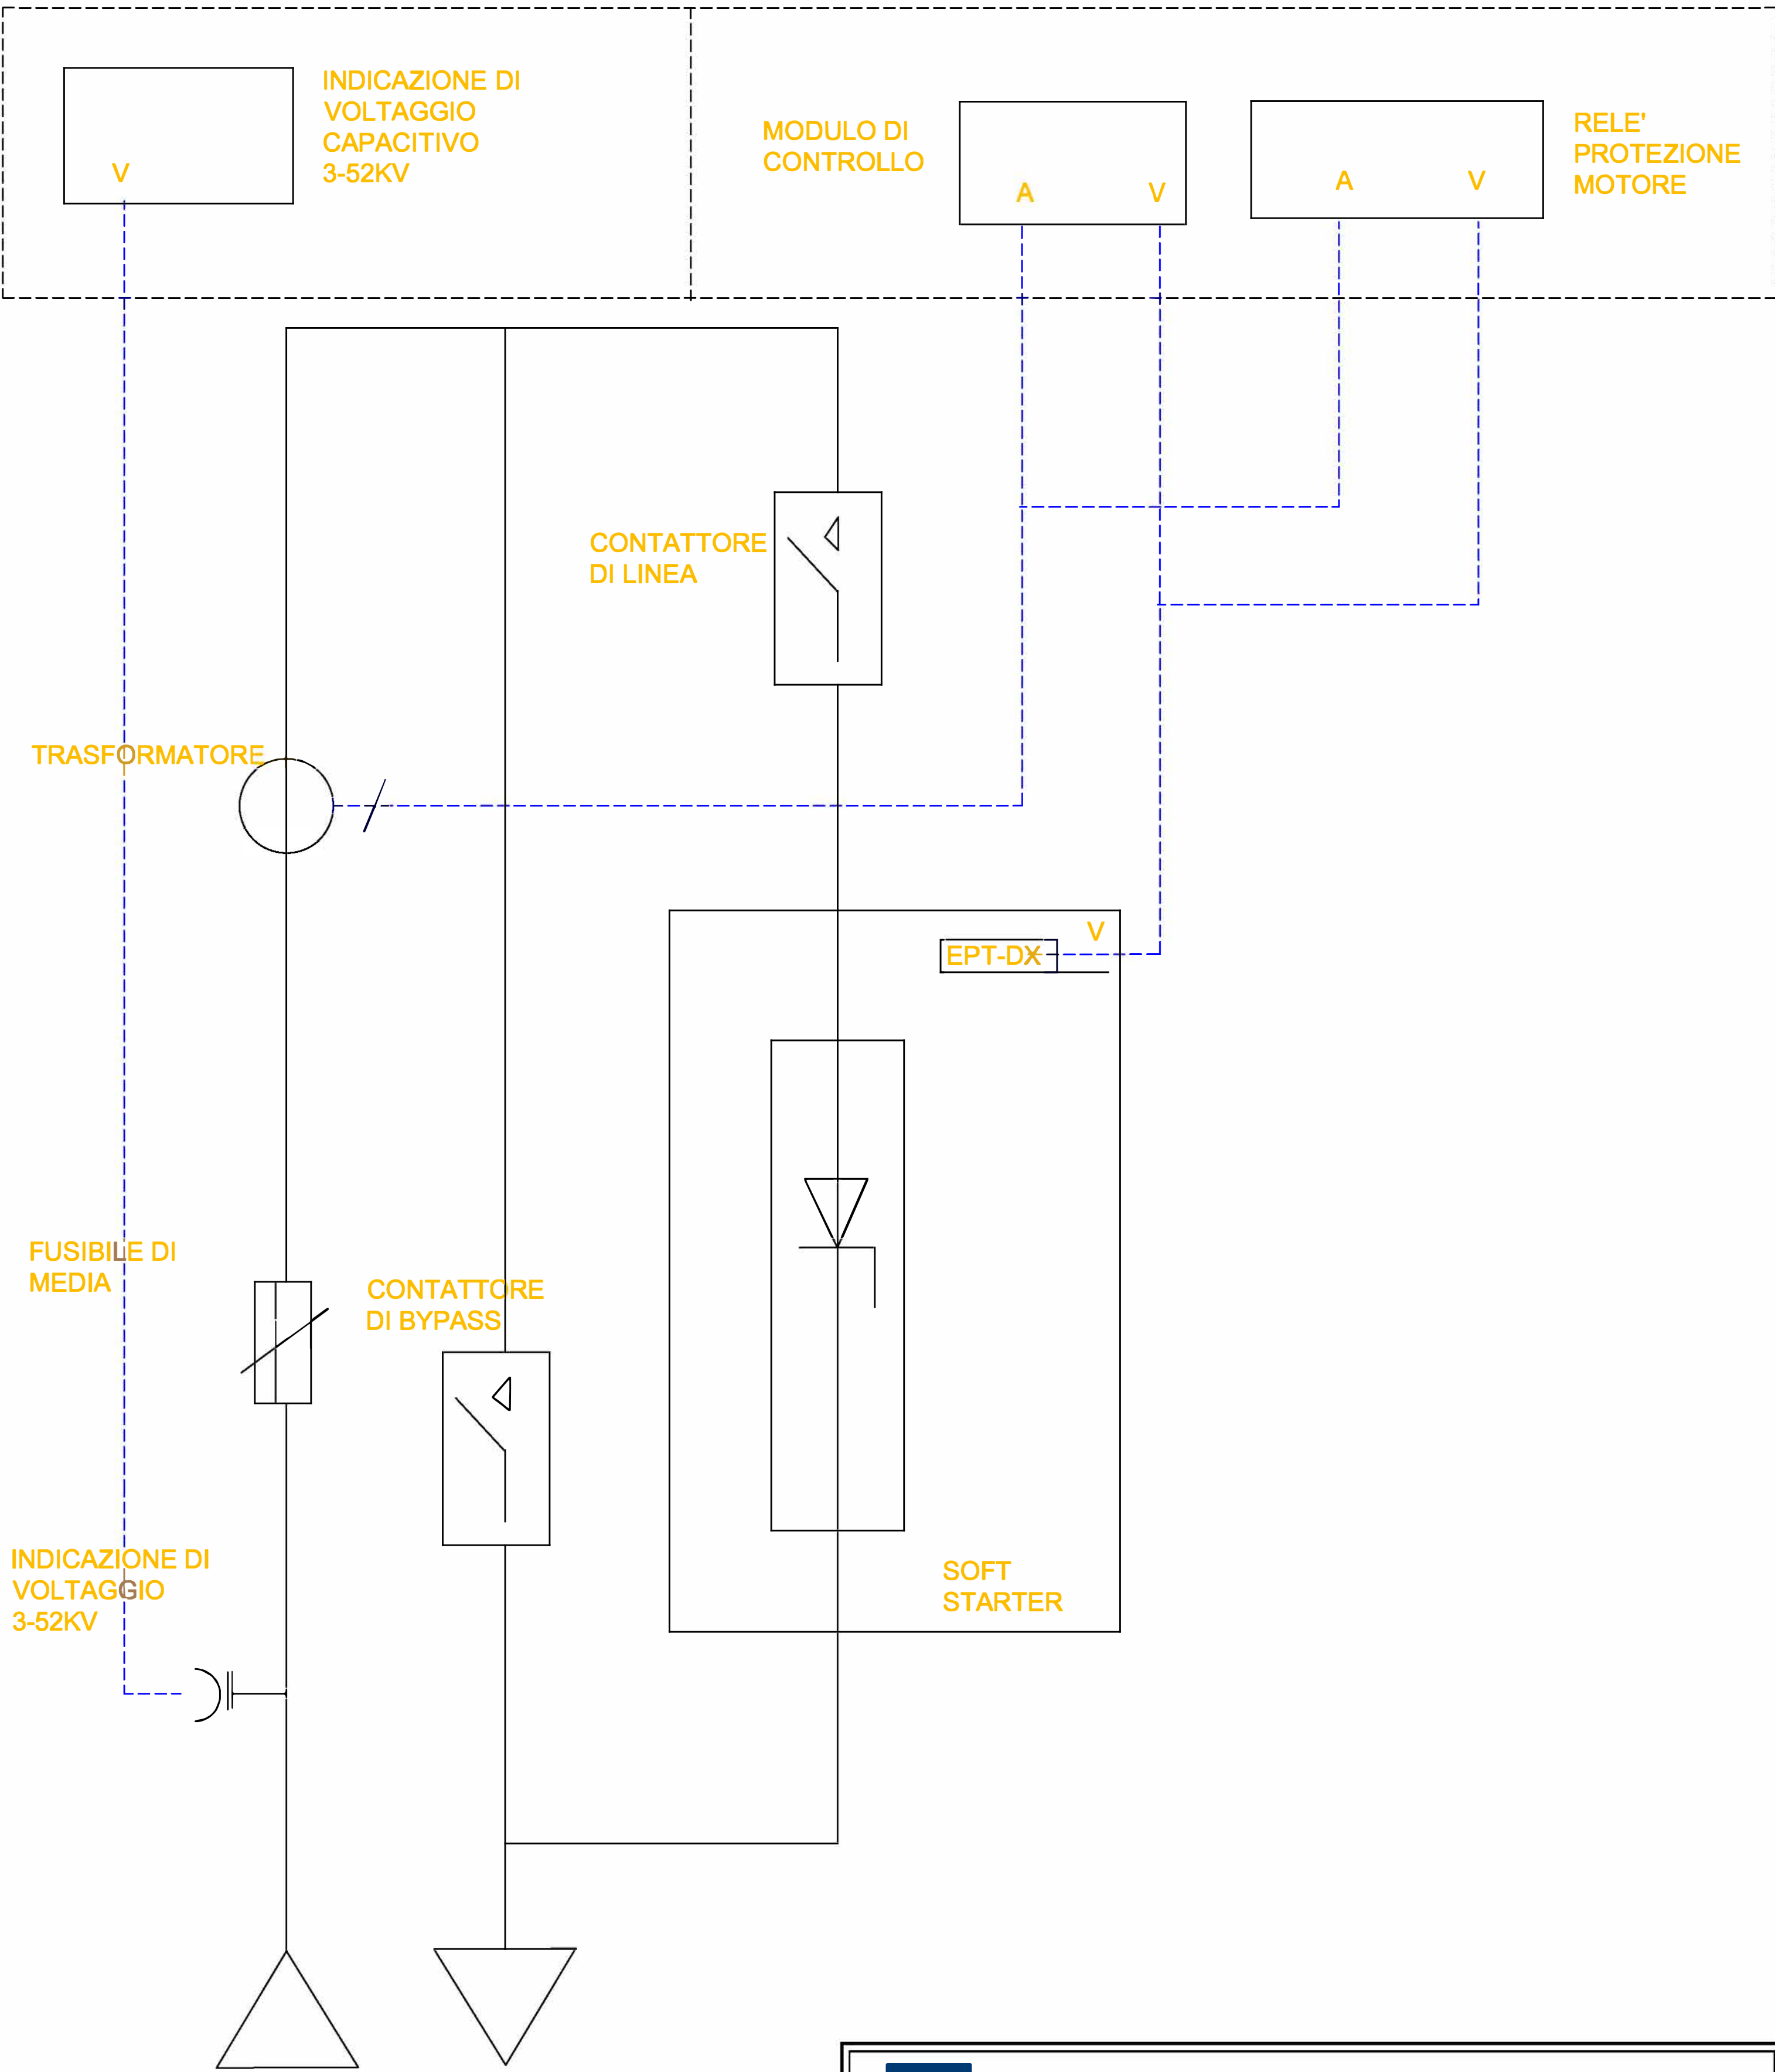 INDICAZIONE DI
VOLTAGGIO
CAPACITIVO
3-52KV
V
MODULO DI
CONTROLLO
A V
RELE'
PROTEZIONE
MOTORE
A V
CONTATTORE
DI LINEA
TRASFORMATORE
V
EPT-DX
FUSIBILE DI
MEDIA
CONTATTORE
DI BYPASS
INDICAZIONE DI
VOLTAGGIO
3-52KV
SOFT
STARTER